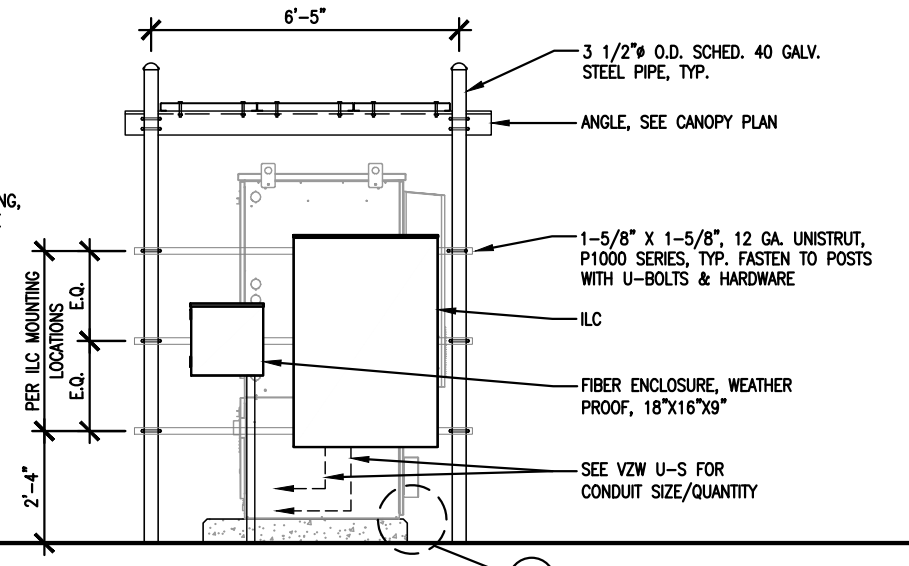 6'-5"
3 1/2"ø O.D. SCHED. 40 GALV.
STEEL PIPE, TYP.
ANGLE, SEE CANOPY PLAN
1-5/8" X 1-5/8", 12 GA. UNISTRUT,
P1000 SERIES, TYP. FASTEN TO POSTS
WITH U-BOLTS & HARDWARE
ILC
FIBER ENCLOSURE, WEATHER
PROOF, 18"X16"X9"
SEE VZW U-S FOR
CONDUIT SIZE/QUANTITY
PER ILC MOUNTING
LOCATIONS
E.Q.
E.Q.
2'-4"